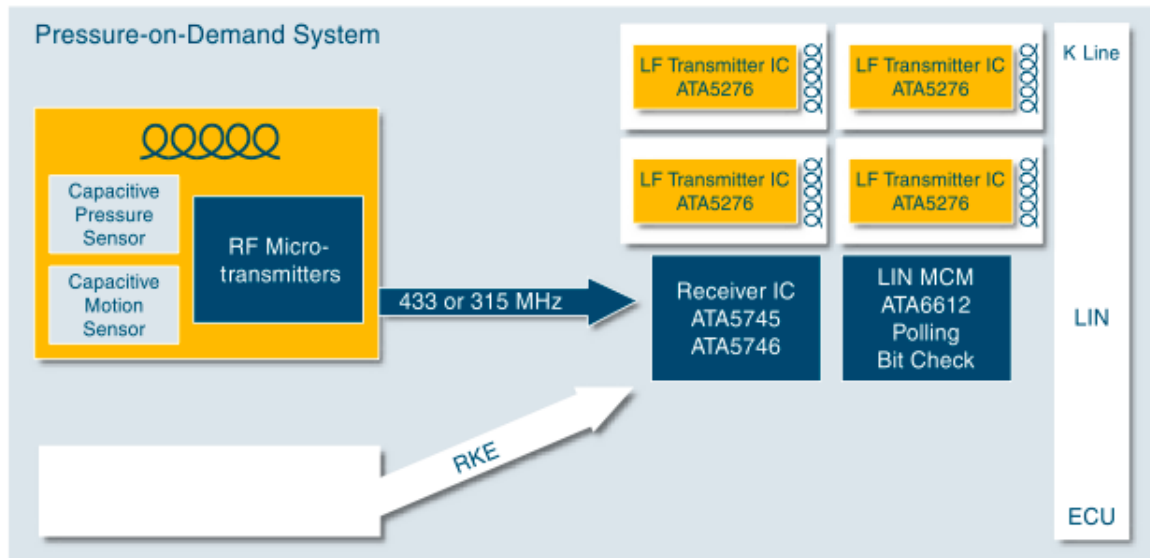 Pressure-on-Demand System
Capacitive
Pressure
Sensor
Capacitive
Motion
Sensor
RF Micro-
transmitters
433 or 315 MHz
RKE
LF Transmitter IC
ATA5276
LF Transmitter IC
ATA5276
LF Transmitter IC
ATA5276
LF Transmitter IC
ATA5276
Receiver IC
ATA5745
ATA5746
LIN MCM
ATA6612
Polling
Bit Check
K Line
LIN
ECU